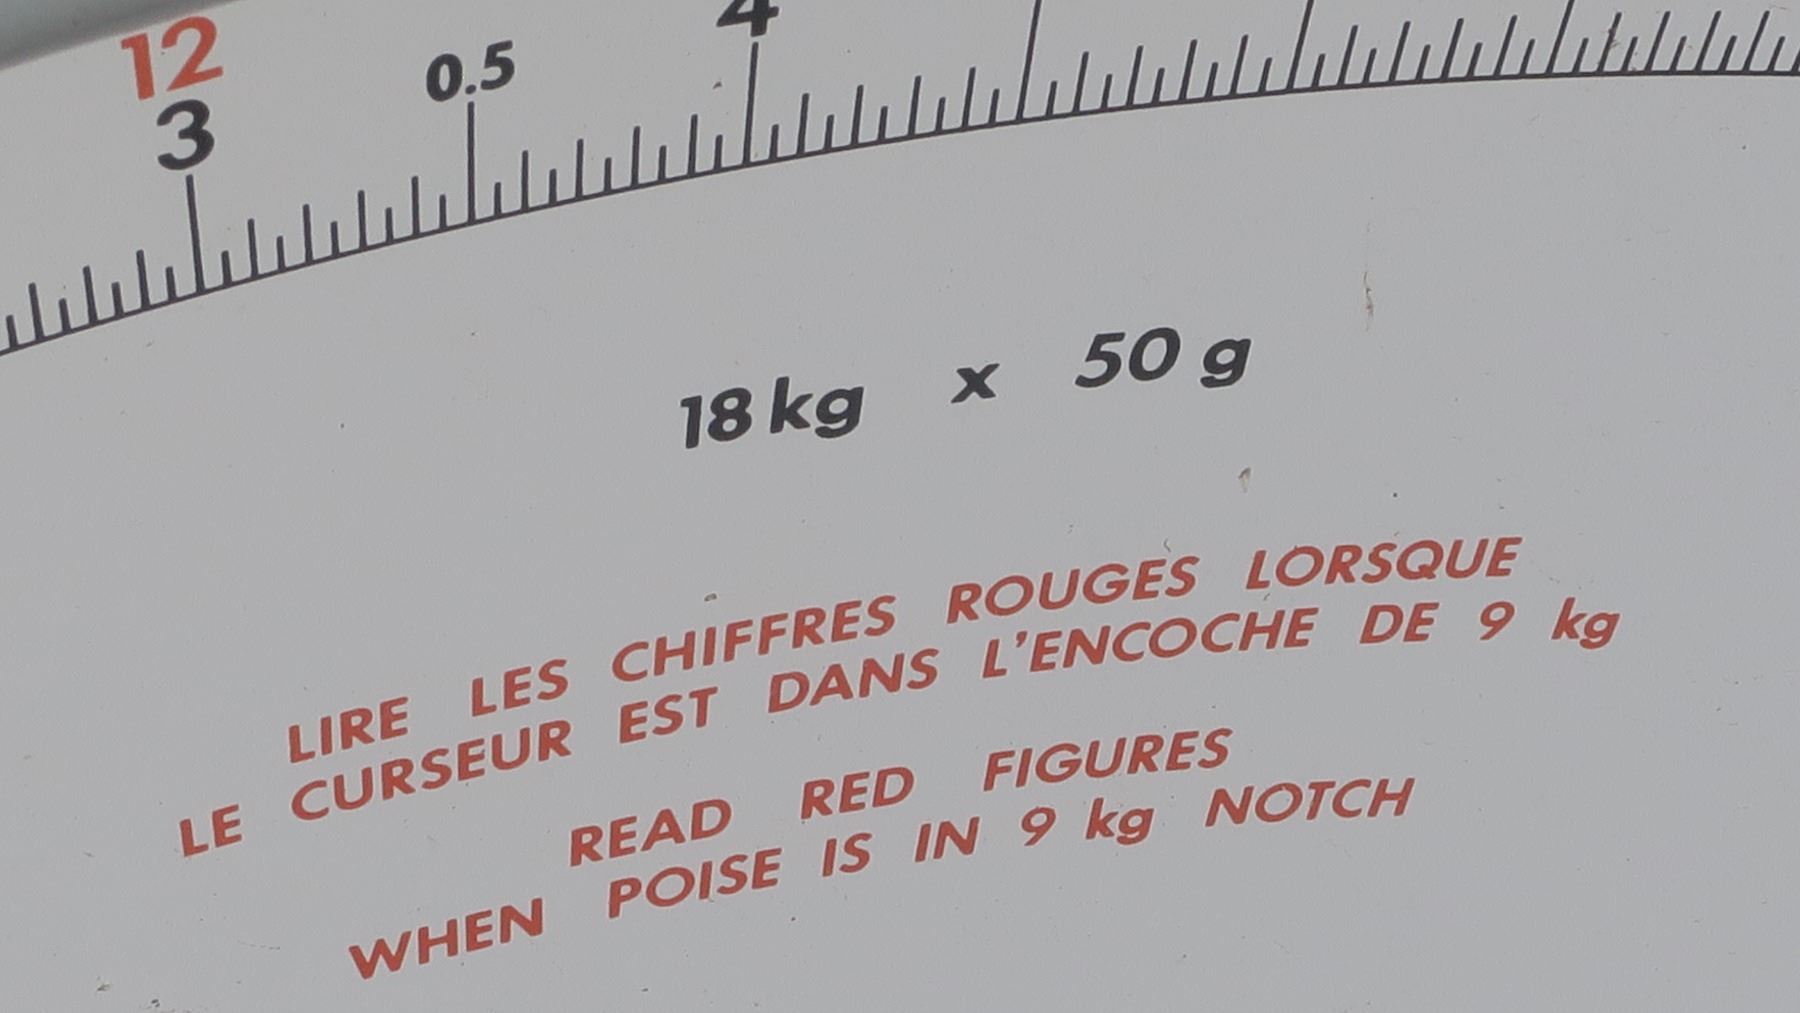 12
3
0.5
4
18 kg x 50 g
LIRE LES CHIFFRES ROUGES LORSQUE
LE CURSEUR EST DANS L'ENCOCHE DE 9 kg
READ RED FIGURES
WHEN POISE IS IN 9 kg NOTCH